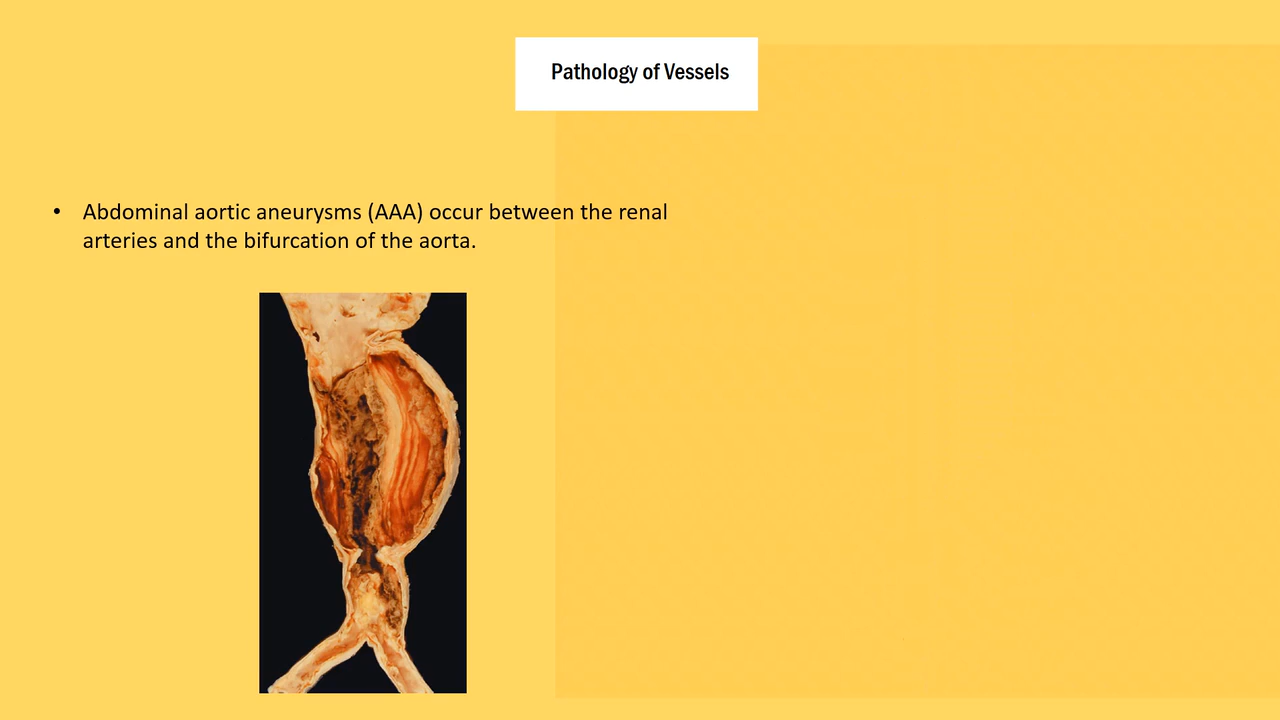 Pathology of Vessels
• Abdominal aortic aneurysms (AAA) occur between the renal
arteries and the bifurcation of the aorta.